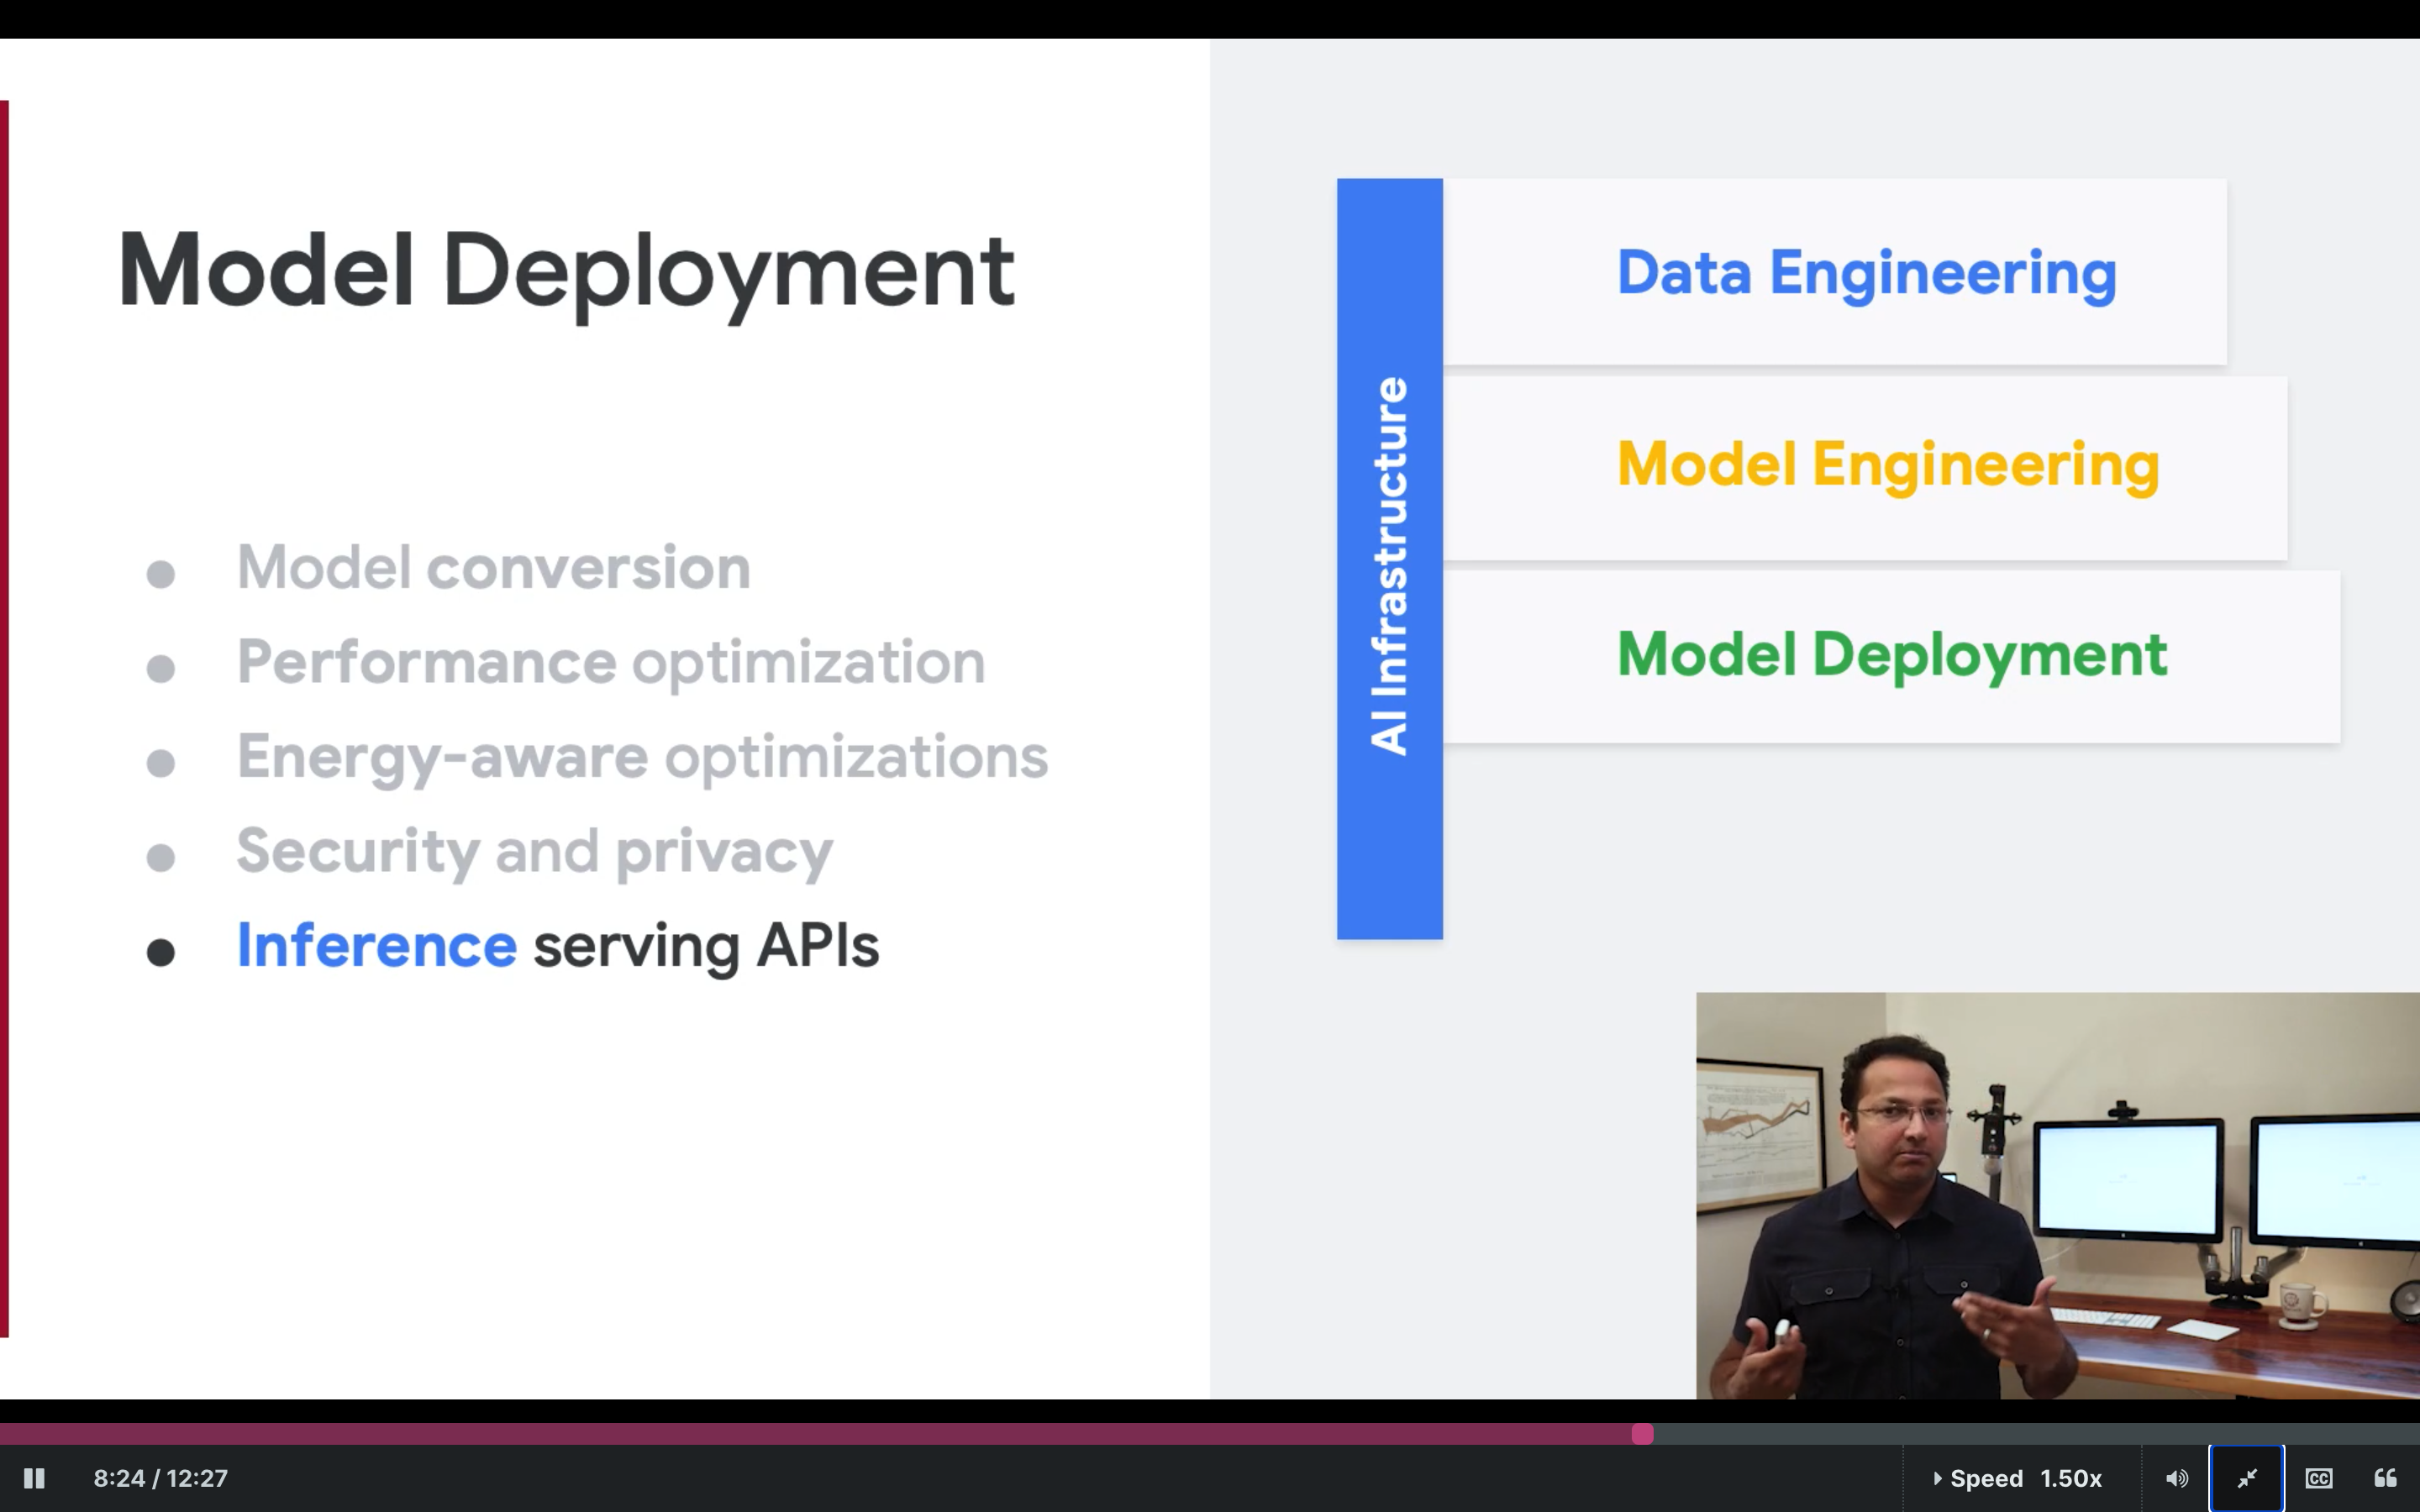 Model Deployment
Model conversion
Performance optimization
Energy-aware optimizations
Security and privacy
Inference serving APIs
AI Infrastructure
Data Engineering
Model Engineering
Model Deployment
8:24 / 12:27
Speed 1.50x
CC